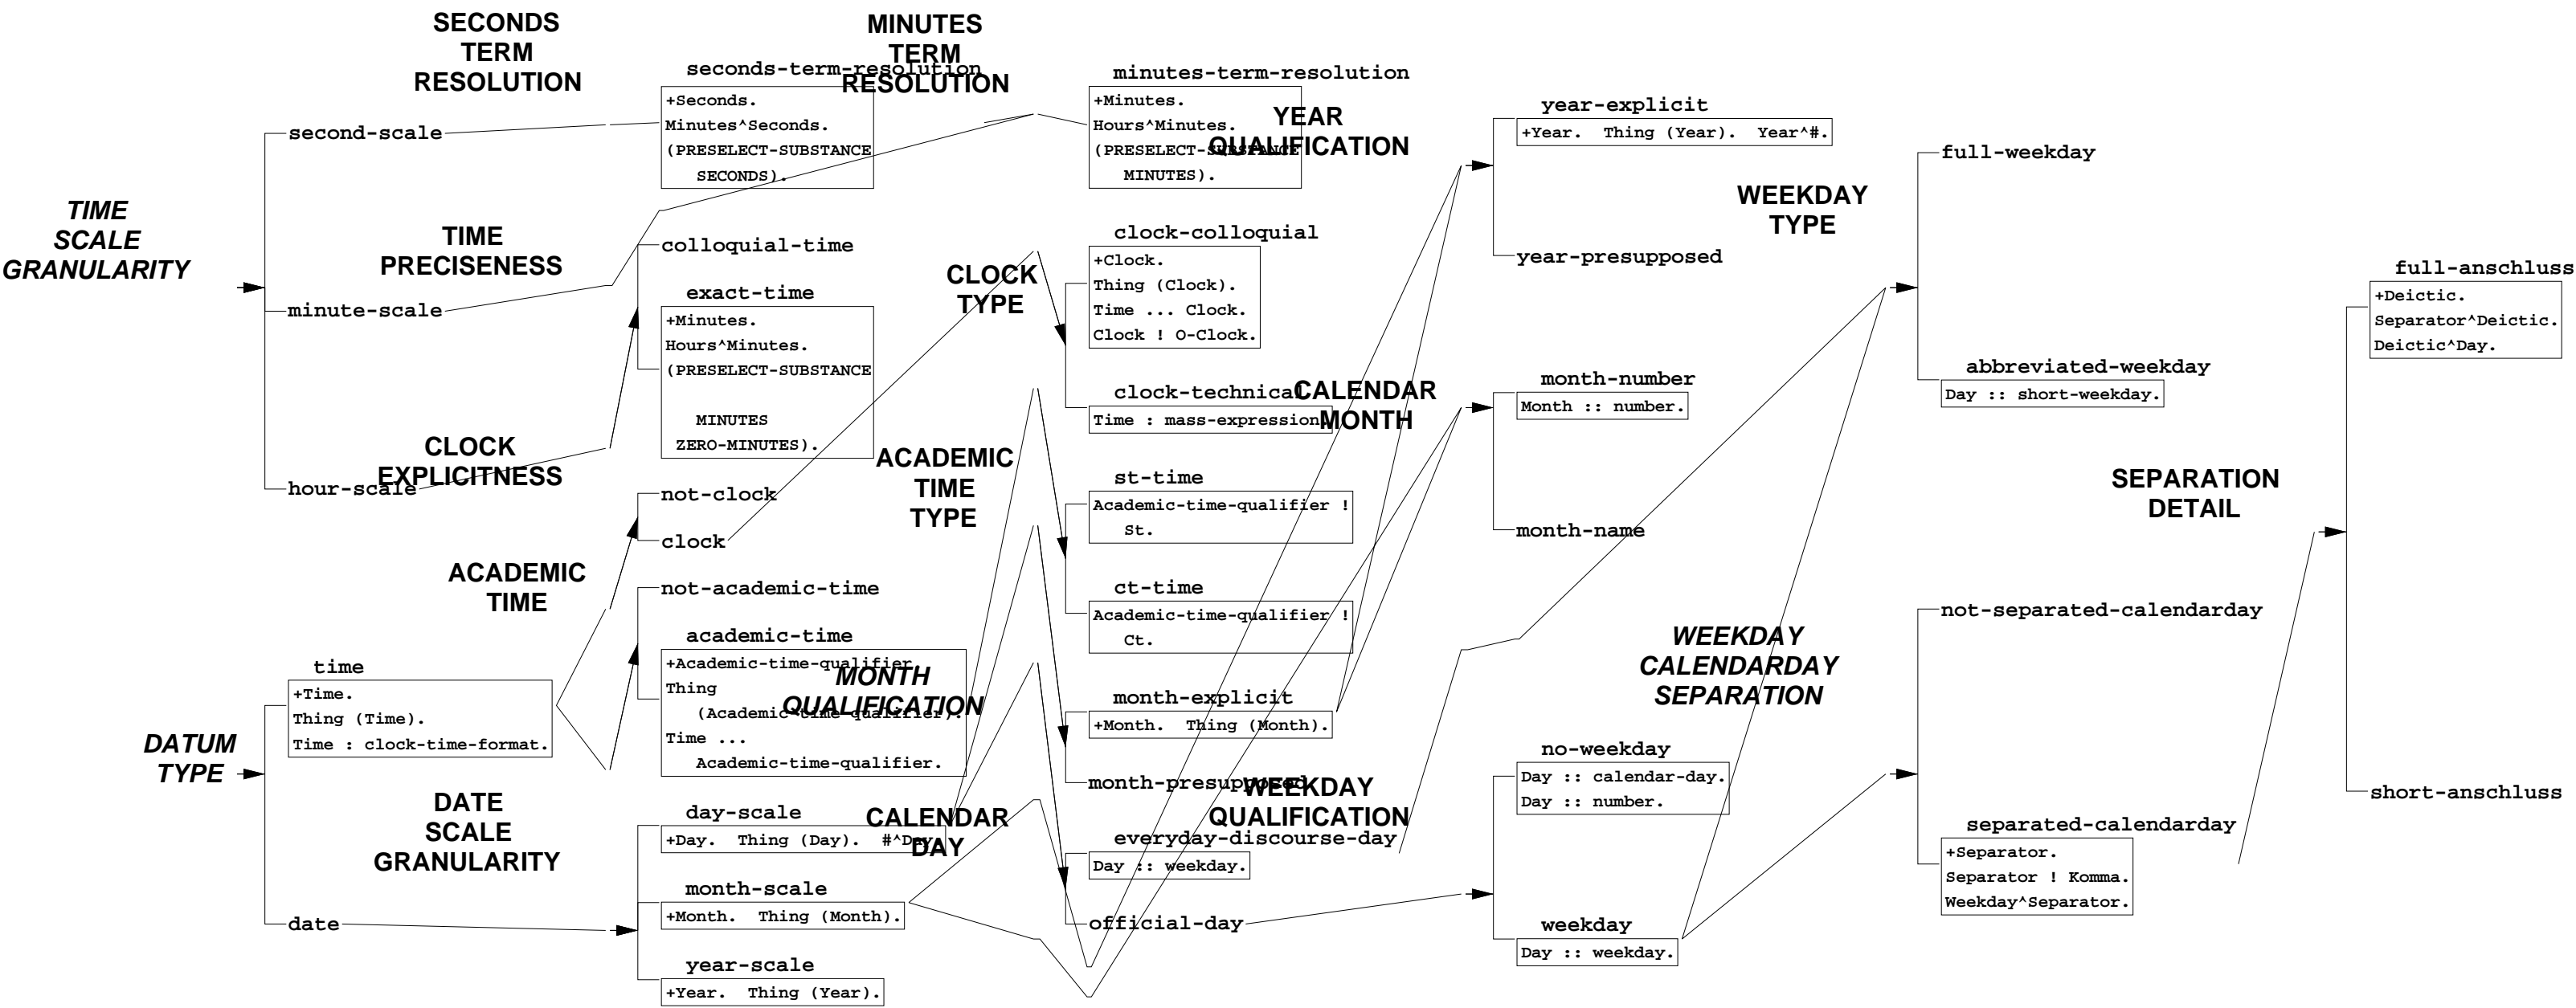 SECONDS
TERM
RESOLUTION
MINUTES
TERM
RESOLUTION
seconds-term-resolution
+Seconds.
Minutes^Seconds.
(PRESELECT-SUBSTANCE
SECONDS).
minutes-term-resolution
+Minutes.
Hours^Minutes.
(PRESELECT-SUBSTANCE
MINUTES).
YEAR
QUALIFICATION
year-explicit
+Year.  Thing (Year).  Year^#.
year-presupposed
second-scale
TIME
SCALE
GRANULARITY
minute-scale
hour-scale
TIME
PRECISENESS
colloquial-time
exact-time
+Minutes.
Hours^Minutes.
(PRESELECT-SUBSTANCE
MINUTES
ZERO-MINUTES).
CLOCK
TYPE
clock-colloquial
+Clock.
Thing (Clock).
Time ... Clock.
Clock ! O-Clock.
clock-technical
Time : mass-expression.
CALENDAR
MONTH
month-number
Month :: number.
month-name
WEEKDAY
TYPE
full-weekday
abbreviated-weekday
Day :: short-weekday.
full-anschluss
+Deictic.
Separator^Deictic.
Deictic^Day.
CLOCK
EXPLICITNESS
not-clock
clock
ACADEMIC
TIME
TYPE
st-time
Academic-time-qualifier !
St.
ct-time
Academic-time-qualifier !
Ct.
SEPARATION
DETAIL
ACADEMIC
TIME
not-academic-time
academic-time
+Academic-time-qualifier
Thing
(Academic-time-qualifier).
Time ...
Academic-time-qualifier.
MONTH
QUALIFICATION
month-explicit
+Month.  Thing (Month).
month-presupposed
WEEKDAY
CALENDARDAY
SEPARATION
not-separated-calendarday
separated-calendarday
+Separator.
Separator ! Komma.
Weekday^Separator.
short-anschluss
time
+Time.
Thing (Time).
Time : clock-time-format.
DATUM
TYPE
date
DATE
SCALE
GRANULARITY
day-scale
+Day.  Thing (Day).  #^Day.
month-scale
+Month.  Thing (Month).
year-scale
+Year.  Thing (Year).
CALENDAR
DAY
everyday-discourse-day
Day :: weekday.
official-day
WEEKDAY
QUALIFICATION
no-weekday
Day :: calendar-day.
Day :: number.
weekday
Day :: weekday.